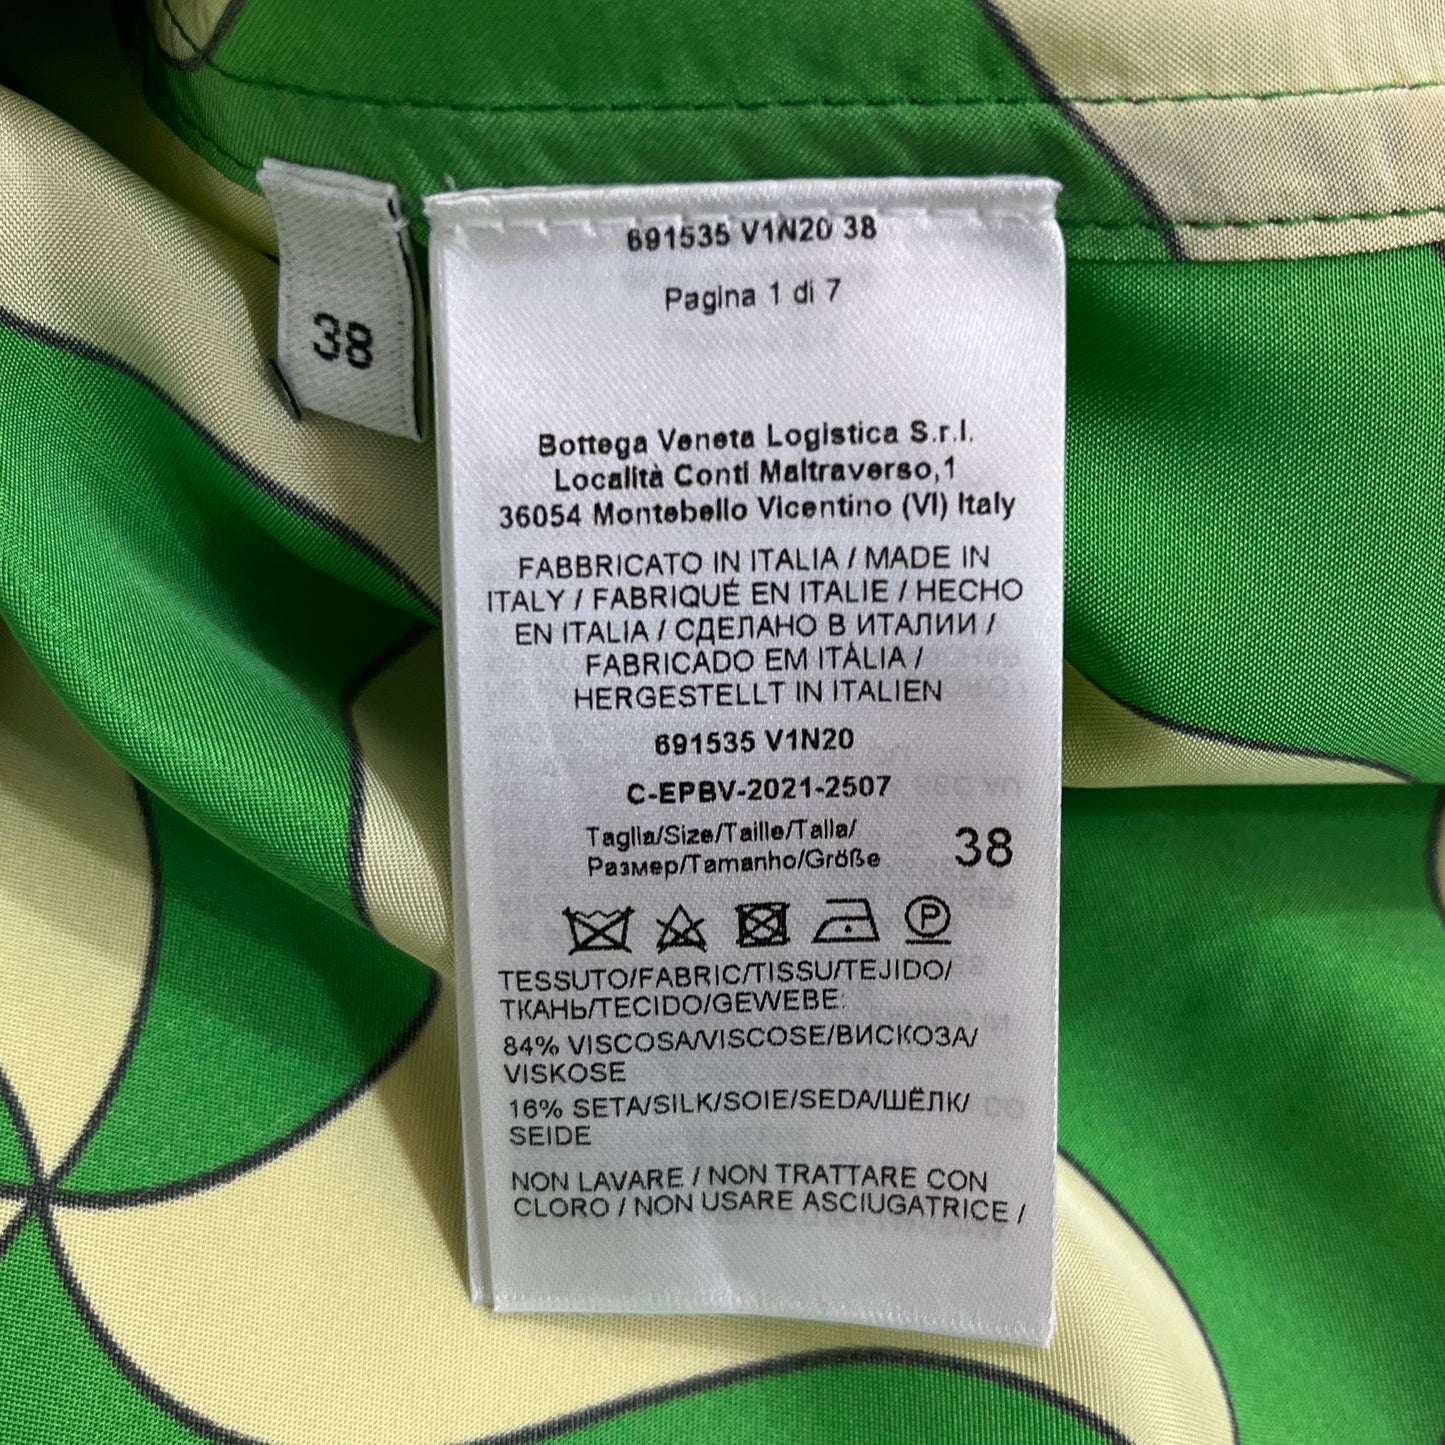 38
691535 V1N20 38
Pagina 1 di 7
Bottega Veneta Logistica S.r.l.
Località Conti Maltraverso,1
36054 Montebello Vicentino (VI) Italy
FABBRICATO IN ITALIA / MADE IN
ITALY / FABRIQUÉ EN ITALIE / HECHO
EN ITALIA / СДЕЛАНО В ИТАЛИИ /
FABRICADO EM ITÀLIA /
HERGESTELLT IN ITALIEN
691535 V1N20
C-EPBV-2021-2507
Taglia/Size/Taille/Talla/
Размер/Tamanho/Größe
38
P
TESSUTO/FABRIC/TISSU/TEJIDO/
ТКАНЬ/TECIDO/GEWEBE:
84% VISCOSA/VISCOSE/ВИСКОЗА/
VISKOSE
16% SETA/SILK/SOIE/SEDA/ШЁЛК/
SEIDE
NON LAVARE / NON TRATTARE CON
CLORO / NON USARE ASCIUGATRICE /